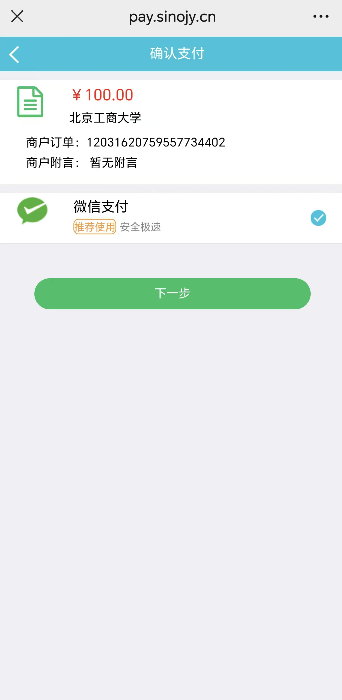 pay.sinojy.cn
确认支付
￥100.00
北京工商大学
商户订单：12031620759557734402
商户附言： 暂无附言
微信支付
推荐使用 安全极速
下一步